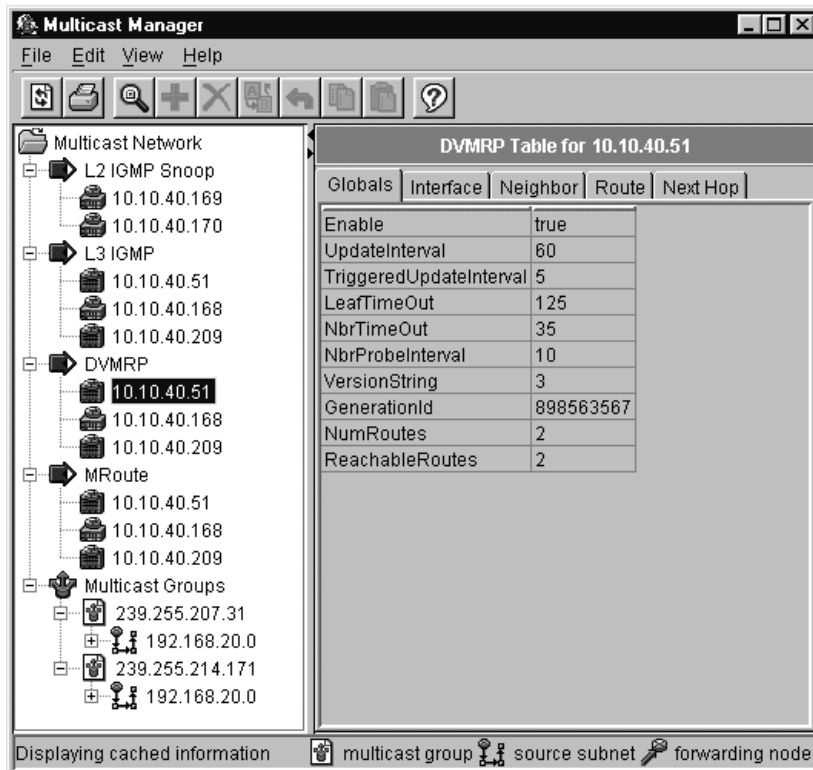 Multicast Manager
File Edit View Help
Multicast Network
L2 IGMP Snoop
10.10.40.169
10.10.40.170
L3 IGMP
10.10.40.51
10.10.40.168
10.10.40.209
DVMRP
10.10.40.51
10.10.40.168
10.10.40.209
MRoute
10.10.40.51
10.10.40.168
10.10.40.209
Multicast Groups
239.255.207.31
192.168.20.0
239.255.214.171
192.168.20.0
DVMRP Table for 10.10.40.51
Globals Interface Neighbor Route Next Hop
Enable true
UpdateInterval 60
TriggeredUpdateInterval 5
LeafTimeOut 125
NbrTimeOut 35
NbrProbeInterval 10
VersionString 3
GenerationId 898563567
NumRoutes 2
ReachableRoutes 2
Displaying cached information multicast group source subnet forwarding node